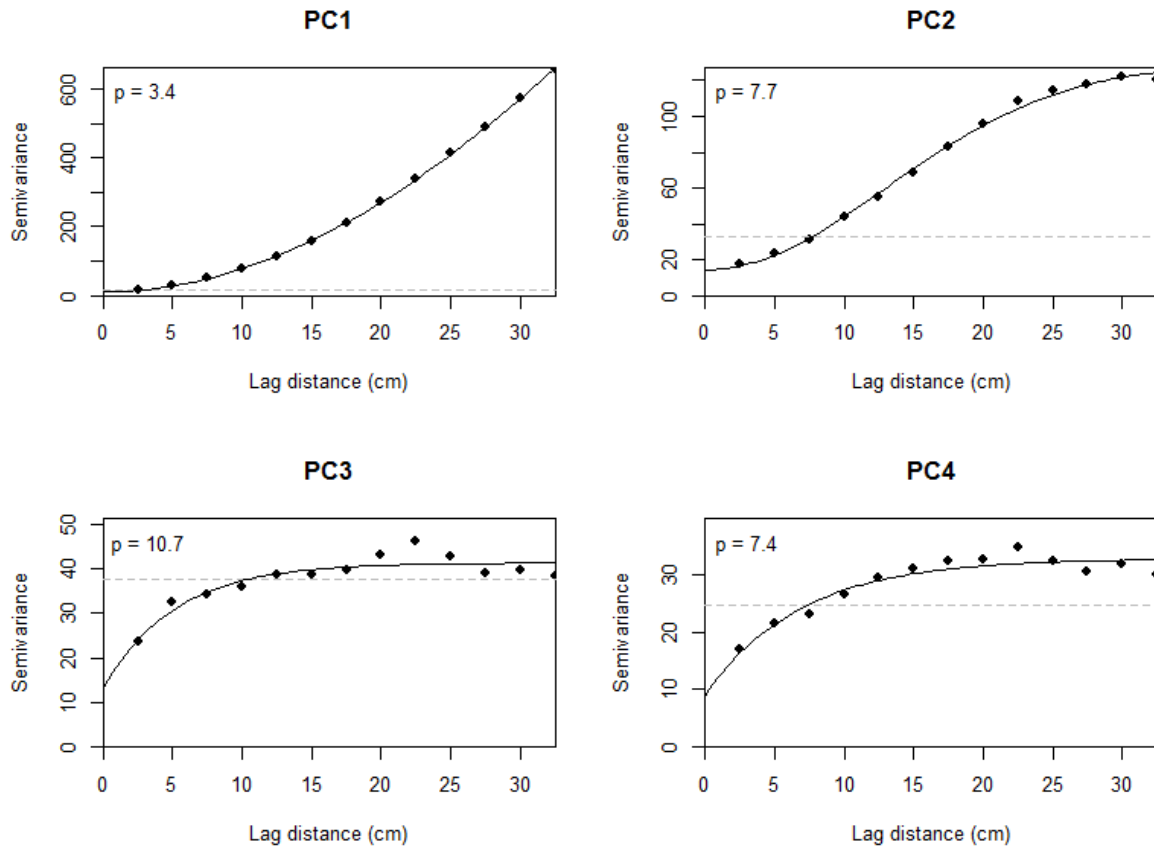 PC1
p = 3.4
Semivariance
0 200 400 600
0 5 10 15 20 25 30
Lag distance (cm)
PC2
p = 7.7
Semivariance
0 20 60 100
0 5 10 15 20 25 30
Lag distance (cm)
PC3
p = 10.7
Semivariance
0 10 20 30 40 50
0 5 10 15 20 25 30
Lag distance (cm)
PC4
p = 7.4
Semivariance
0 10 20 30
0 5 10 15 20 25 30
Lag distance (cm)